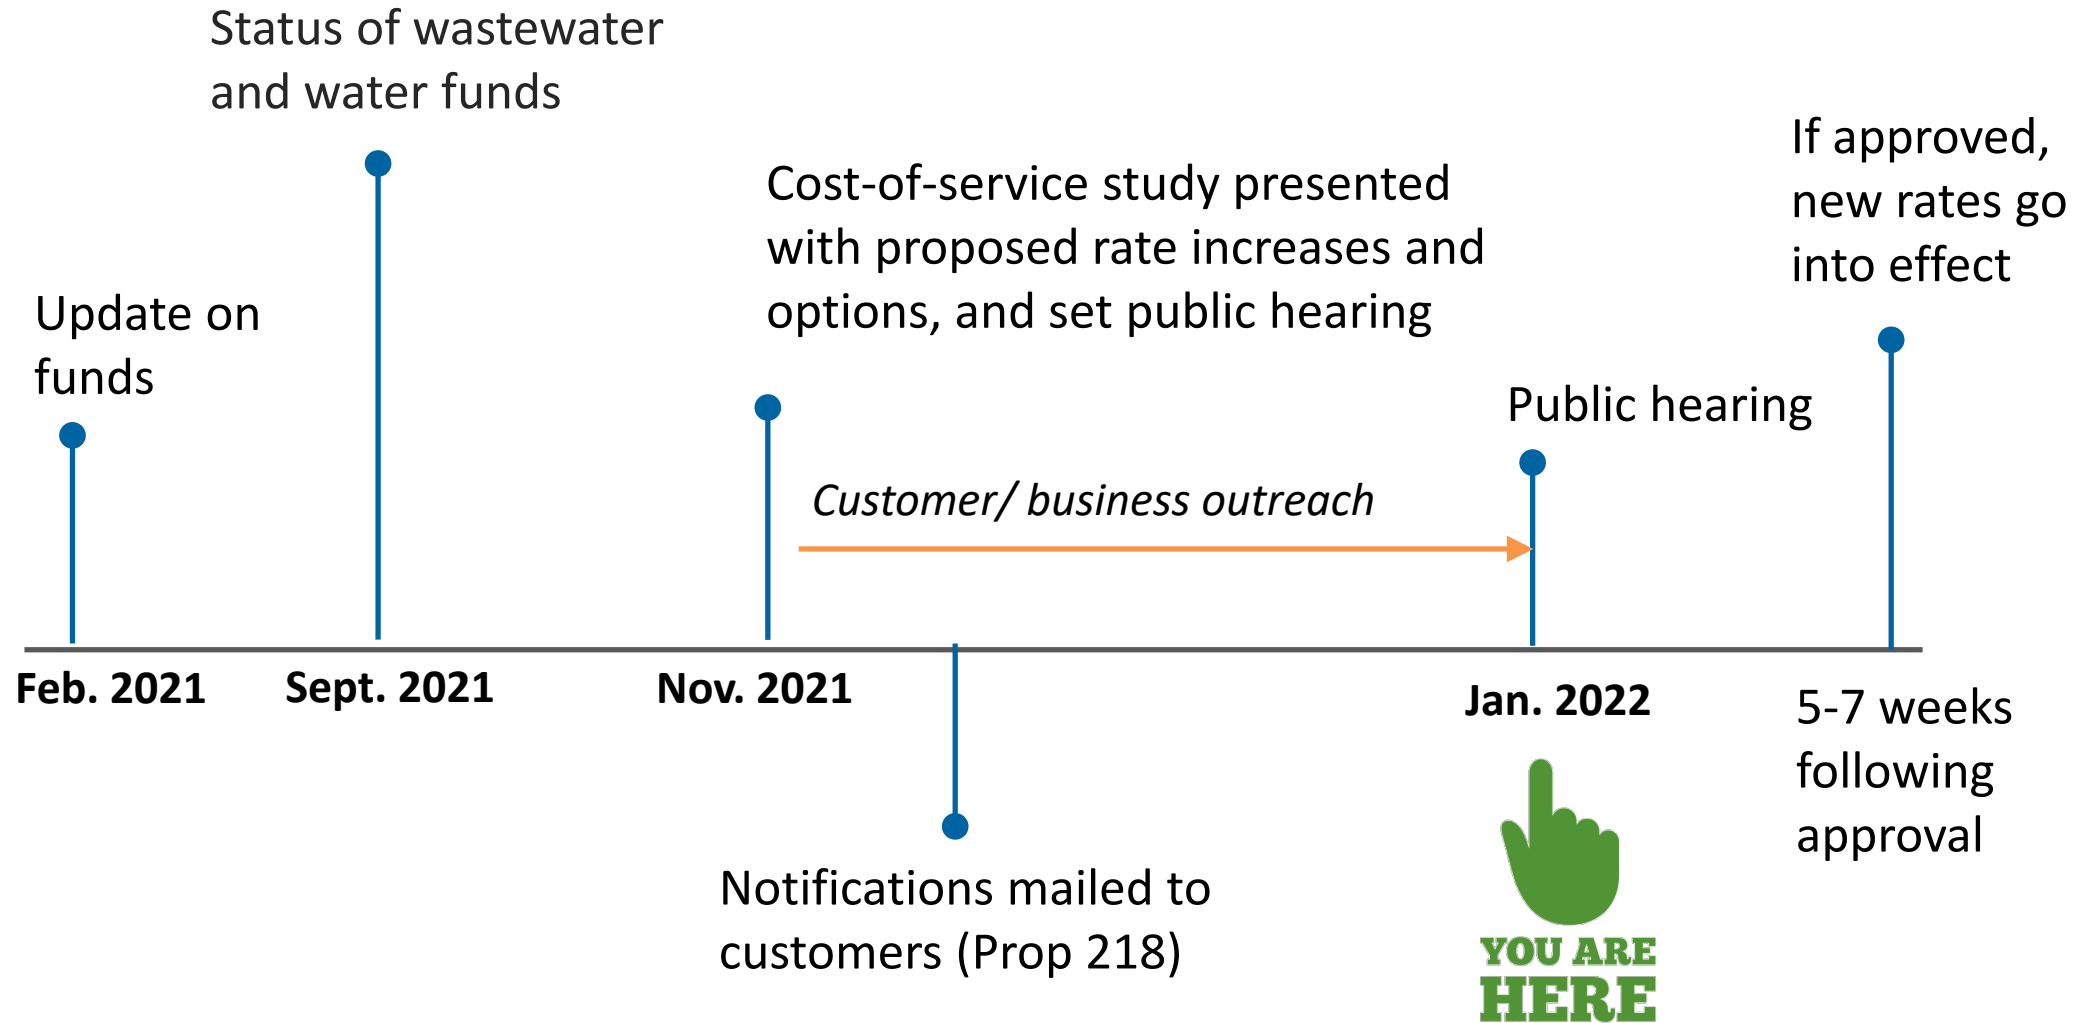 Status of wastewater
and water funds
If approved,
new rates go
into effect
Cost-of-service study presented
with proposed rate increases and
options, and set public hearing
Update on
funds
Public hearing
Customer/ business outreach
Feb. 2021
Sept. 2021
Nov. 2021
Jan. 2022
5-7 weeks
following
approval
Notifications mailed to
customers (Prop 218)
YOU ARE
HERE